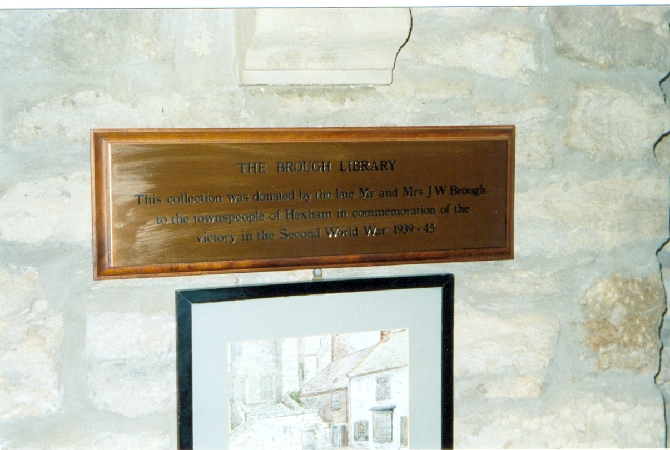 THE BROUGH LIBRARY
This collection was donated by the late Mr and Mrs J W Brough
to the townspeople of Hexham in commemoration of the
victory in the Second World War 1939-45